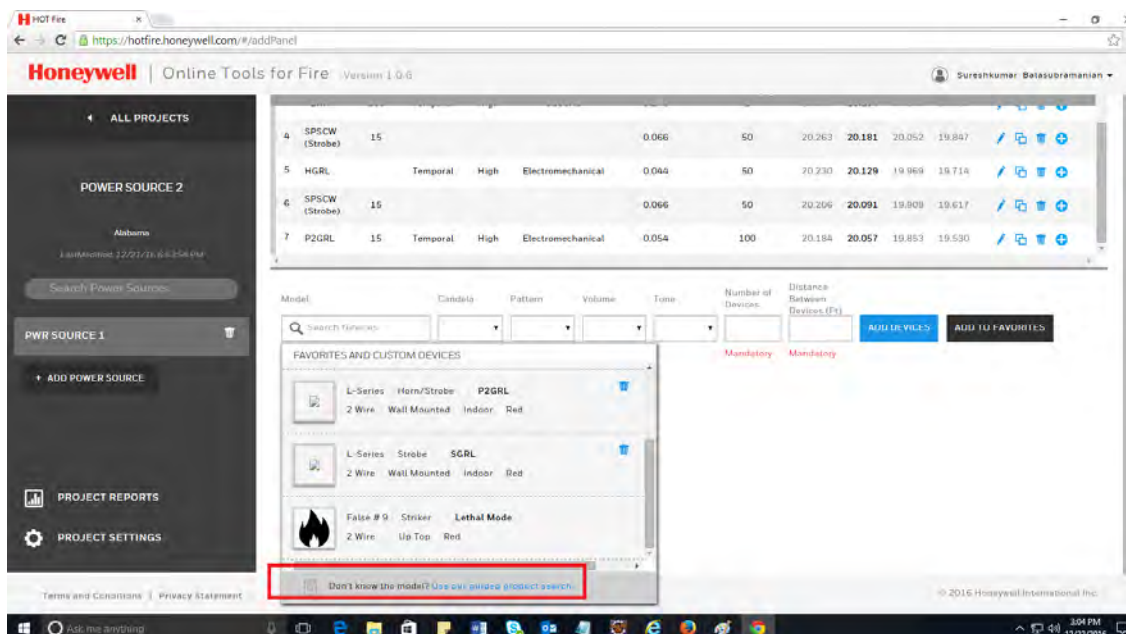 HOT Fire
https://hotfire.honeywell.com/#/addPanel
Honeywell | Online Tools for Fire Version 1.0.6
Sureshkumar Balasubramanian
ALL PROJECTS
POWER SOURCE 2
Alabama
Search Power Sources
PWR SOURCE 1
+ ADD POWER SOURCE
PROJECT REPORTS
PROJECT SETTINGS
4 SPSCW (Strobe) 15 0.066 50 20.263 20.181 20.052 19.847
5 HGRL Temporal High Electromechanical 0.044 50 20.230 20.129 19.969 19.714
6 SPSCW (Strobe) 15 0.066 50 20.206 20.091 19.909 19.617
7 P2GRL 15 Temporal High Electromechanical 0.054 100 20.184 20.057 19.853 19.530
Model Candela Pattern Volume Tone Number of Devices Distance Between Devices (Ft)
Search Devices ADD DEVICES ADD TO FAVORITES
Mandatory Mandatory
FAVORITES AND CUSTOM DEVICES
L-Series Horn/Strobe P2GRL
2 Wire Wall Mounted Indoor Red
L-Series Strobe SGRL
2 Wire Wall Mounted Indoor Red
False # 9 Striker Lethal Mode
2 Wire Up Top Red
Don't know the model? Use our guided product search.
Terms and Conditions | Privacy Statement
© 2016 Honeywell International Inc.
Ask me anything
3:04 PM
12/22/2016